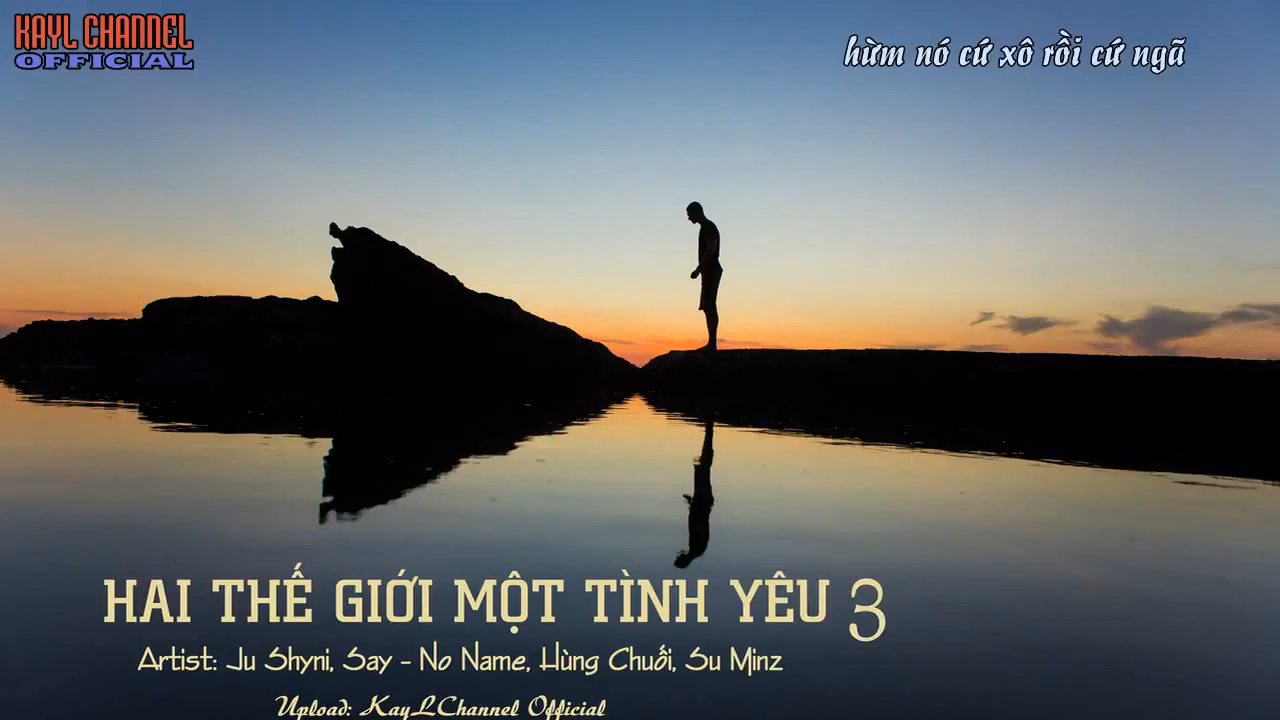 KAYL CHANNEL
OFFICIAL
hừm nó cứ xô rồi cứ ngã
HAI THẾ GIỚI MỘT TÌNH YÊU 3
Artist: Ju Shyni, Say - No Name, Hùng Chuối, Su Minz
Upload: KayLChannel Official